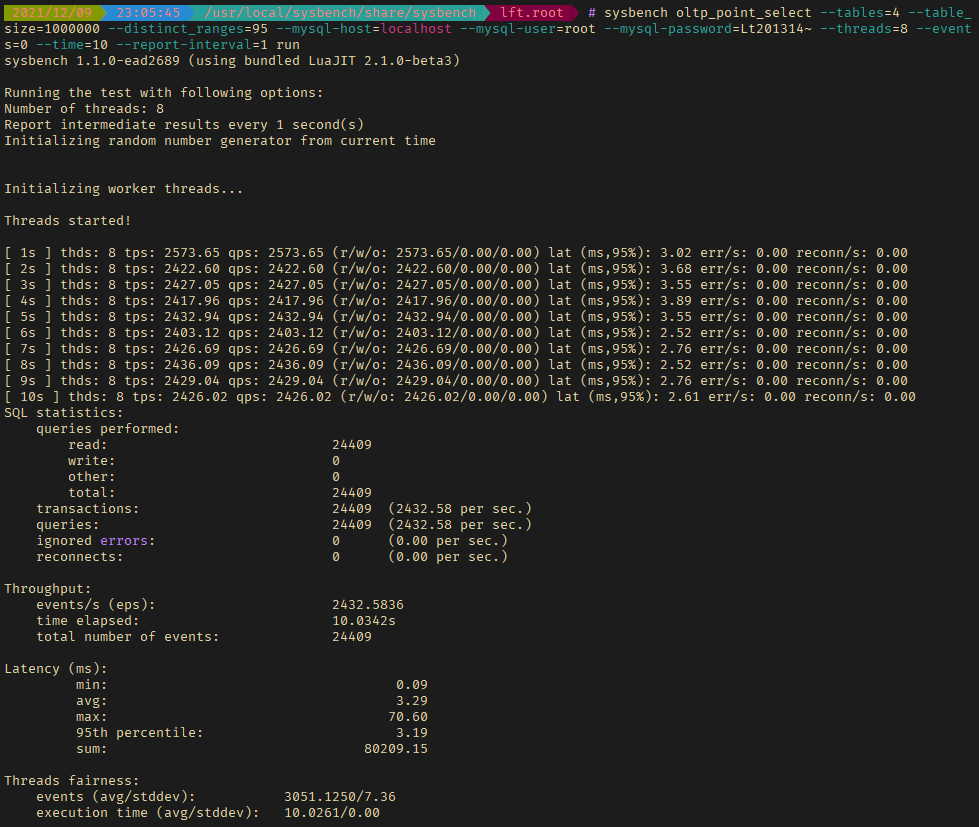 2021/12/09 23:05:45 /usr/local/sysbench/share/sysbench lft.root # sysbench oltp_point_select --tables=4 --table_
size=1000000 --distinct_ranges=95 --mysql-host=localhost --mysql-user=root --mysql-password=Lt201314~ --threads=8 --event
s=0 --time=10 --report-interval=1 run
sysbench 1.1.0-ead2689 (using bundled LuaJIT 2.1.0-beta3)
Running the test with following options:
Number of threads: 8
Report intermediate results every 1 second(s)
Initializing random number generator from current time
Initializing worker threads...
Threads started!
[ 1s ] thds: 8 tps: 2573.65 qps: 2573.65 (r/w/o: 2573.65/0.00/0.00) lat (ms,95%): 3.02 err/s: 0.00 reconn/s: 0.00
[ 2s ] thds: 8 tps: 2422.60 qps: 2422.60 (r/w/o: 2422.60/0.00/0.00) lat (ms,95%): 3.68 err/s: 0.00 reconn/s: 0.00
[ 3s ] thds: 8 tps: 2427.05 qps: 2427.05 (r/w/o: 2427.05/0.00/0.00) lat (ms,95%): 3.55 err/s: 0.00 reconn/s: 0.00
[ 4s ] thds: 8 tps: 2417.96 qps: 2417.96 (r/w/o: 2417.96/0.00/0.00) lat (ms,95%): 3.89 err/s: 0.00 reconn/s: 0.00
[ 5s ] thds: 8 tps: 2432.94 qps: 2432.94 (r/w/o: 2432.94/0.00/0.00) lat (ms,95%): 3.55 err/s: 0.00 reconn/s: 0.00
[ 6s ] thds: 8 tps: 2403.12 qps: 2403.12 (r/w/o: 2403.12/0.00/0.00) lat (ms,95%): 2.52 err/s: 0.00 reconn/s: 0.00
[ 7s ] thds: 8 tps: 2426.69 qps: 2426.69 (r/w/o: 2426.69/0.00/0.00) lat (ms,95%): 2.76 err/s: 0.00 reconn/s: 0.00
[ 8s ] thds: 8 tps: 2436.09 qps: 2436.09 (r/w/o: 2436.09/0.00/0.00) lat (ms,95%): 2.52 err/s: 0.00 reconn/s: 0.00
[ 9s ] thds: 8 tps: 2429.04 qps: 2429.04 (r/w/o: 2429.04/0.00/0.00) lat (ms,95%): 2.76 err/s: 0.00 reconn/s: 0.00
[ 10s ] thds: 8 tps: 2426.02 qps: 2426.02 (r/w/o: 2426.02/0.00/0.00) lat (ms,95%): 2.61 err/s: 0.00 reconn/s: 0.00
SQL statistics:
queries performed:
read: 24409
write: 0
other: 0
total: 24409
transactions: 24409 (2432.58 per sec.)
queries: 24409 (2432.58 per sec.)
ignored errors: 0 (0.00 per sec.)
reconnects: 0 (0.00 per sec.)
Throughput:
events/s (eps): 2432.5836
time elapsed: 10.0342s
total number of events: 24409
Latency (ms):
min: 0.09
avg: 3.29
max: 70.60
95th percentile: 3.19
sum: 80209.15
Threads fairness:
events (avg/stddev): 3051.1250/7.36
execution time (avg/stddev): 10.0261/0.00